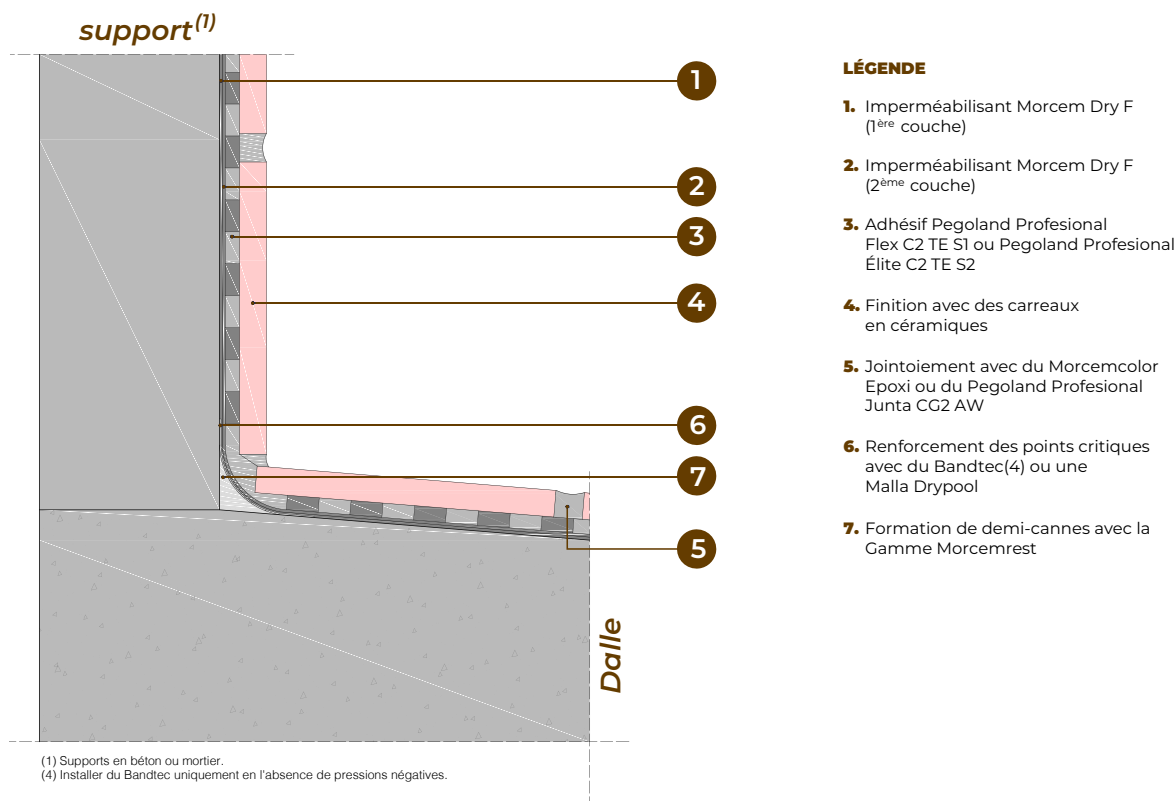 support(1)
1
2
3
4
6
7
5
Dalle
(1) Supports en béton ou mortier.
(4) Installer du Bandtec uniquement en l'absence de pressions négatives.
LÉGENDE
1. Imperméabilisant Morcem Dry F
(1ère couche)
2. Imperméabilisant Morcem Dry F
(2ème couche)
3. Adhésif Pegoland Profesional
Flex C2 TE S1 ou Pegoland Profesional
Élite C2 TE S2
4. Finition avec des carreaux
en céramiques
5. Jointoiement avec du Morcemcolor
Epoxi ou du Pegoland Profesional
Junta CG2 AW
6. Renforcement des points critiques
avec du Bandtec(4) ou une
Malla Drypool
7. Formation de demi-cannes avec la
Gamme Morcemrest